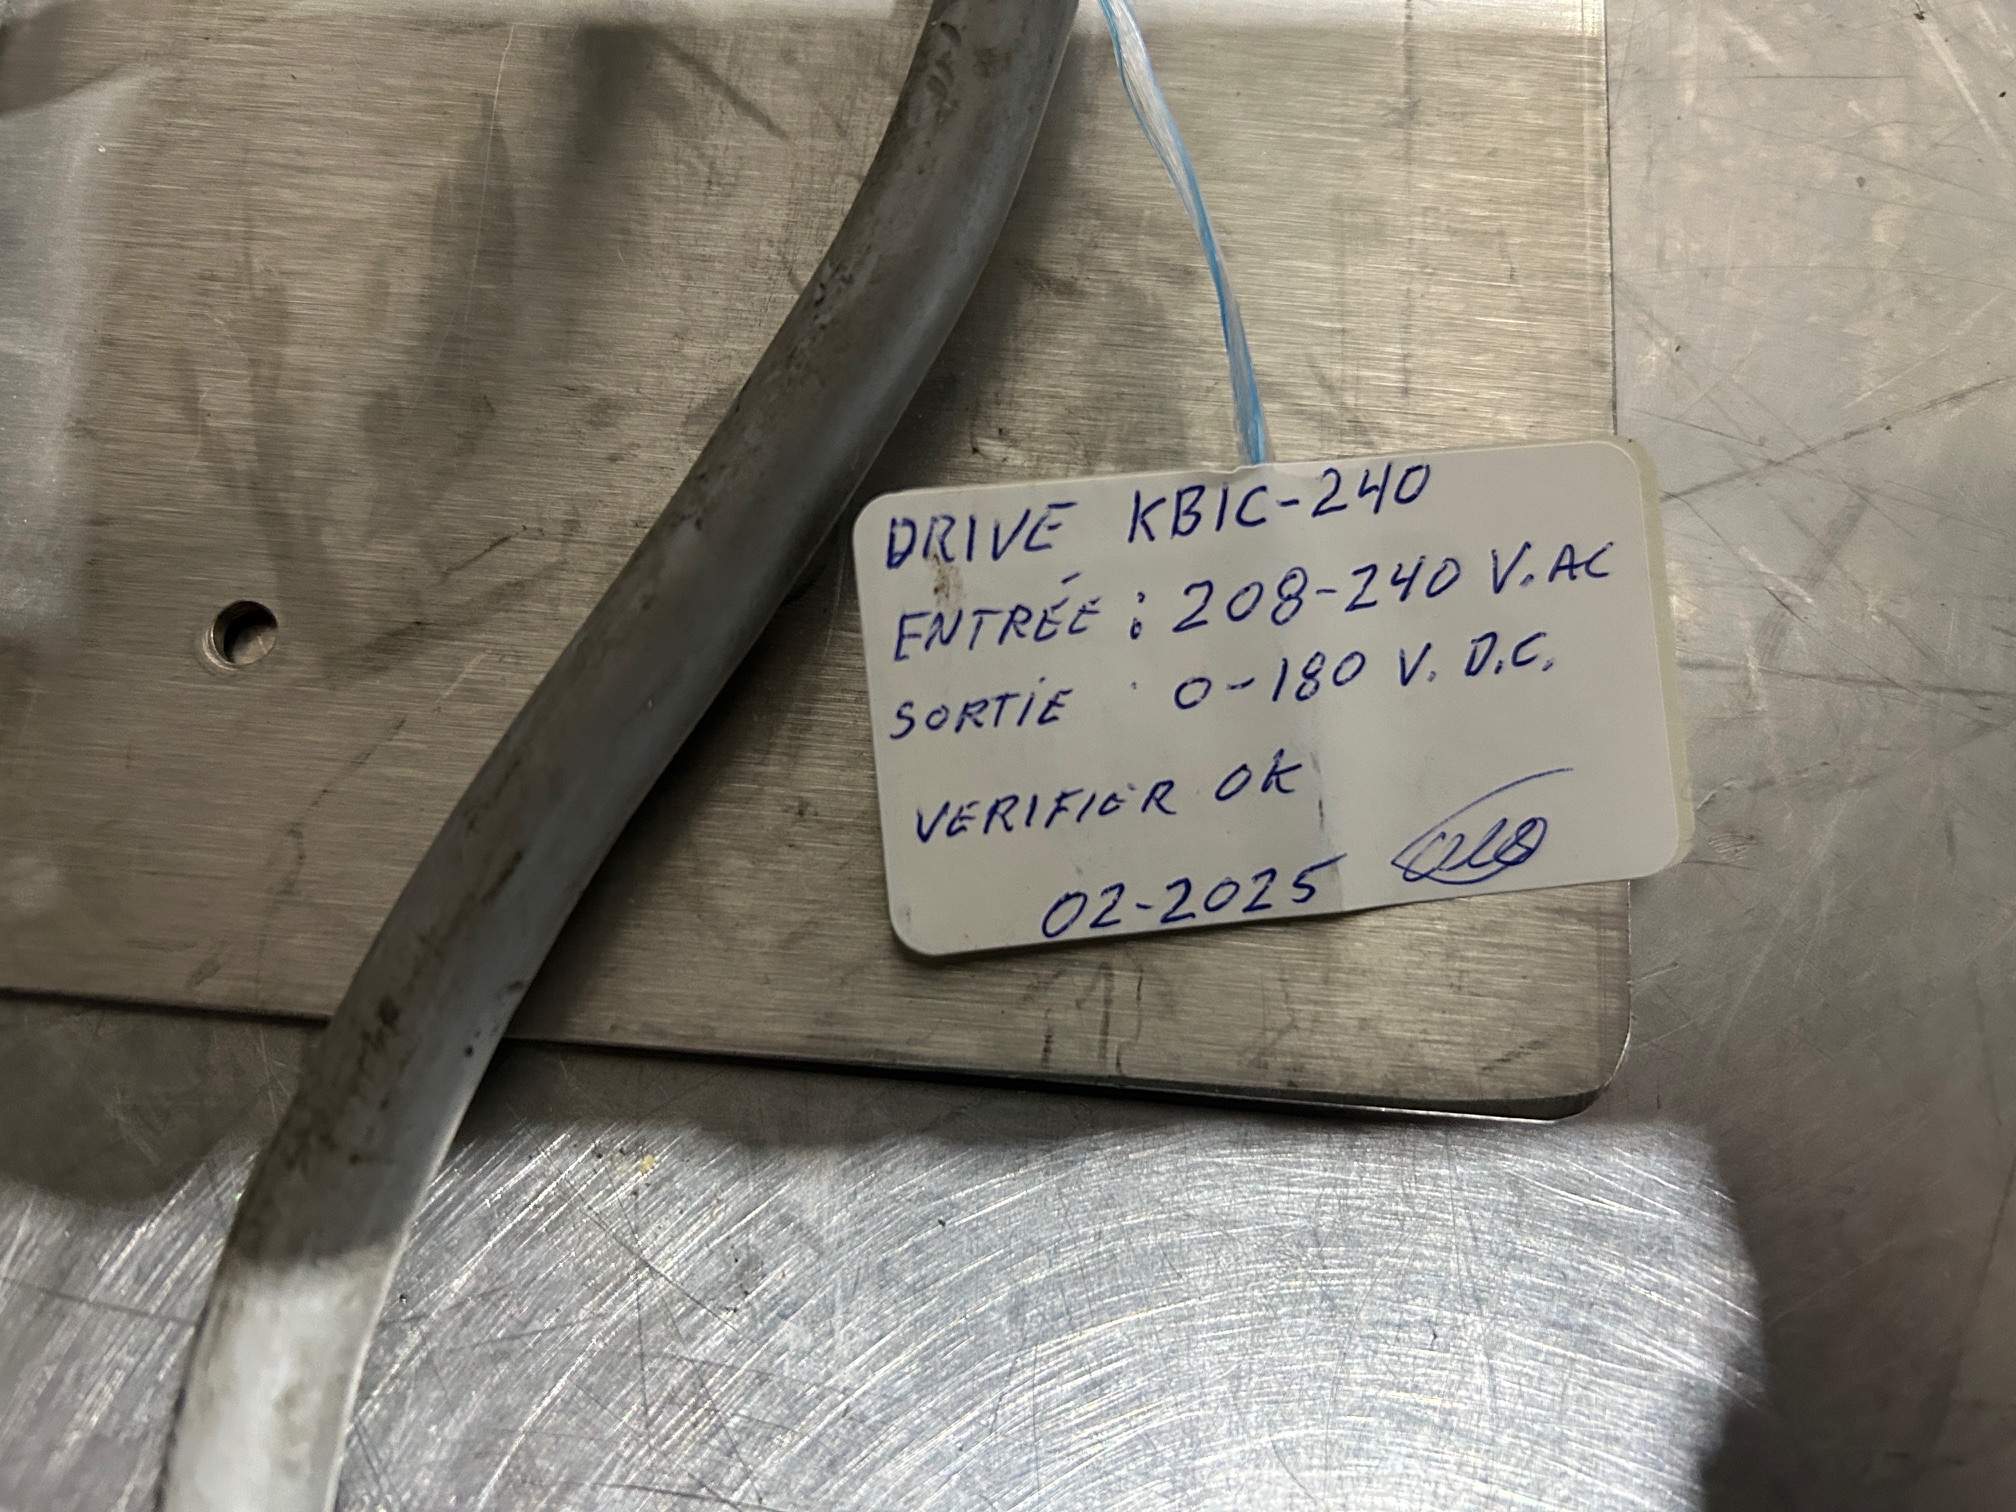 DRIVE KBIC-240
ENTRÉE : 208-240 V.AC
SORTIE : 0-180 V. D.C.
VERIFIER OK
02-2025